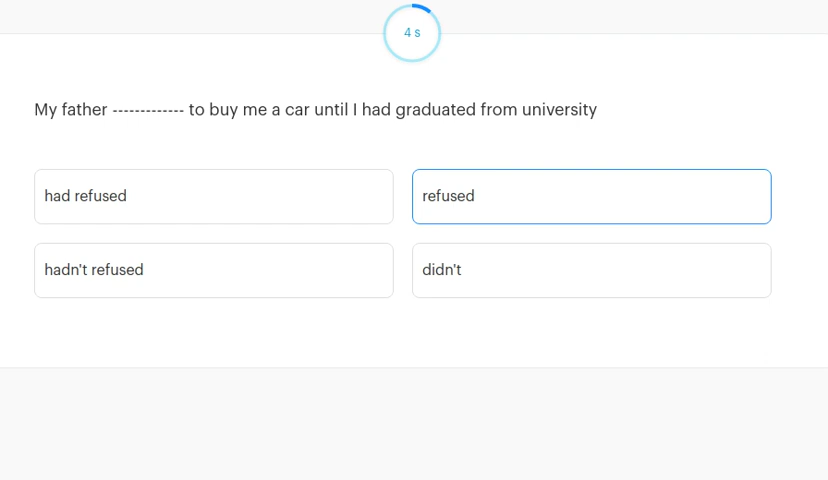 4 s
My father ------------- to buy me a car until I had graduated from university
had refused
refused
hadn't refused
didn't